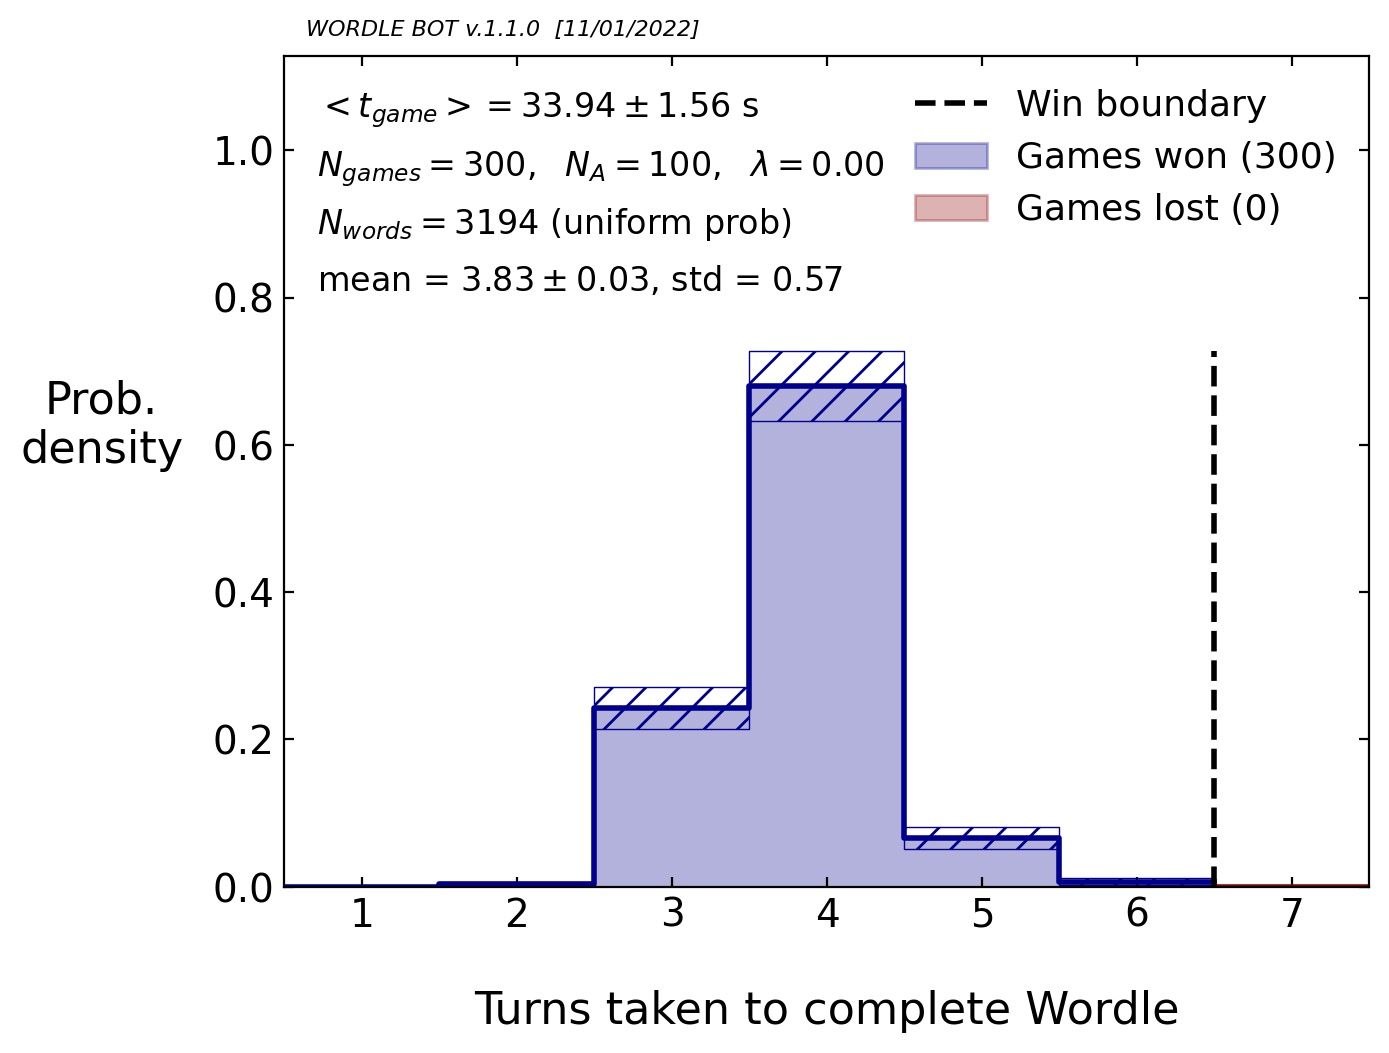 WORDLE BOT v.1.1.0 [11/01/2022]
<t_game> = 33.94 ± 1.56 s
N_games = 300, N_A = 100, λ = 0.00
N_words = 3194 (uniform prob)
mean = 3.83 ± 0.03, std = 0.57
Win boundary
Games won (300)
Games lost (0)
Prob.
density
1.0
0.8
0.6
0.4
0.2
0.0
1 2 3 4 5 6 7
Turns taken to complete Wordle